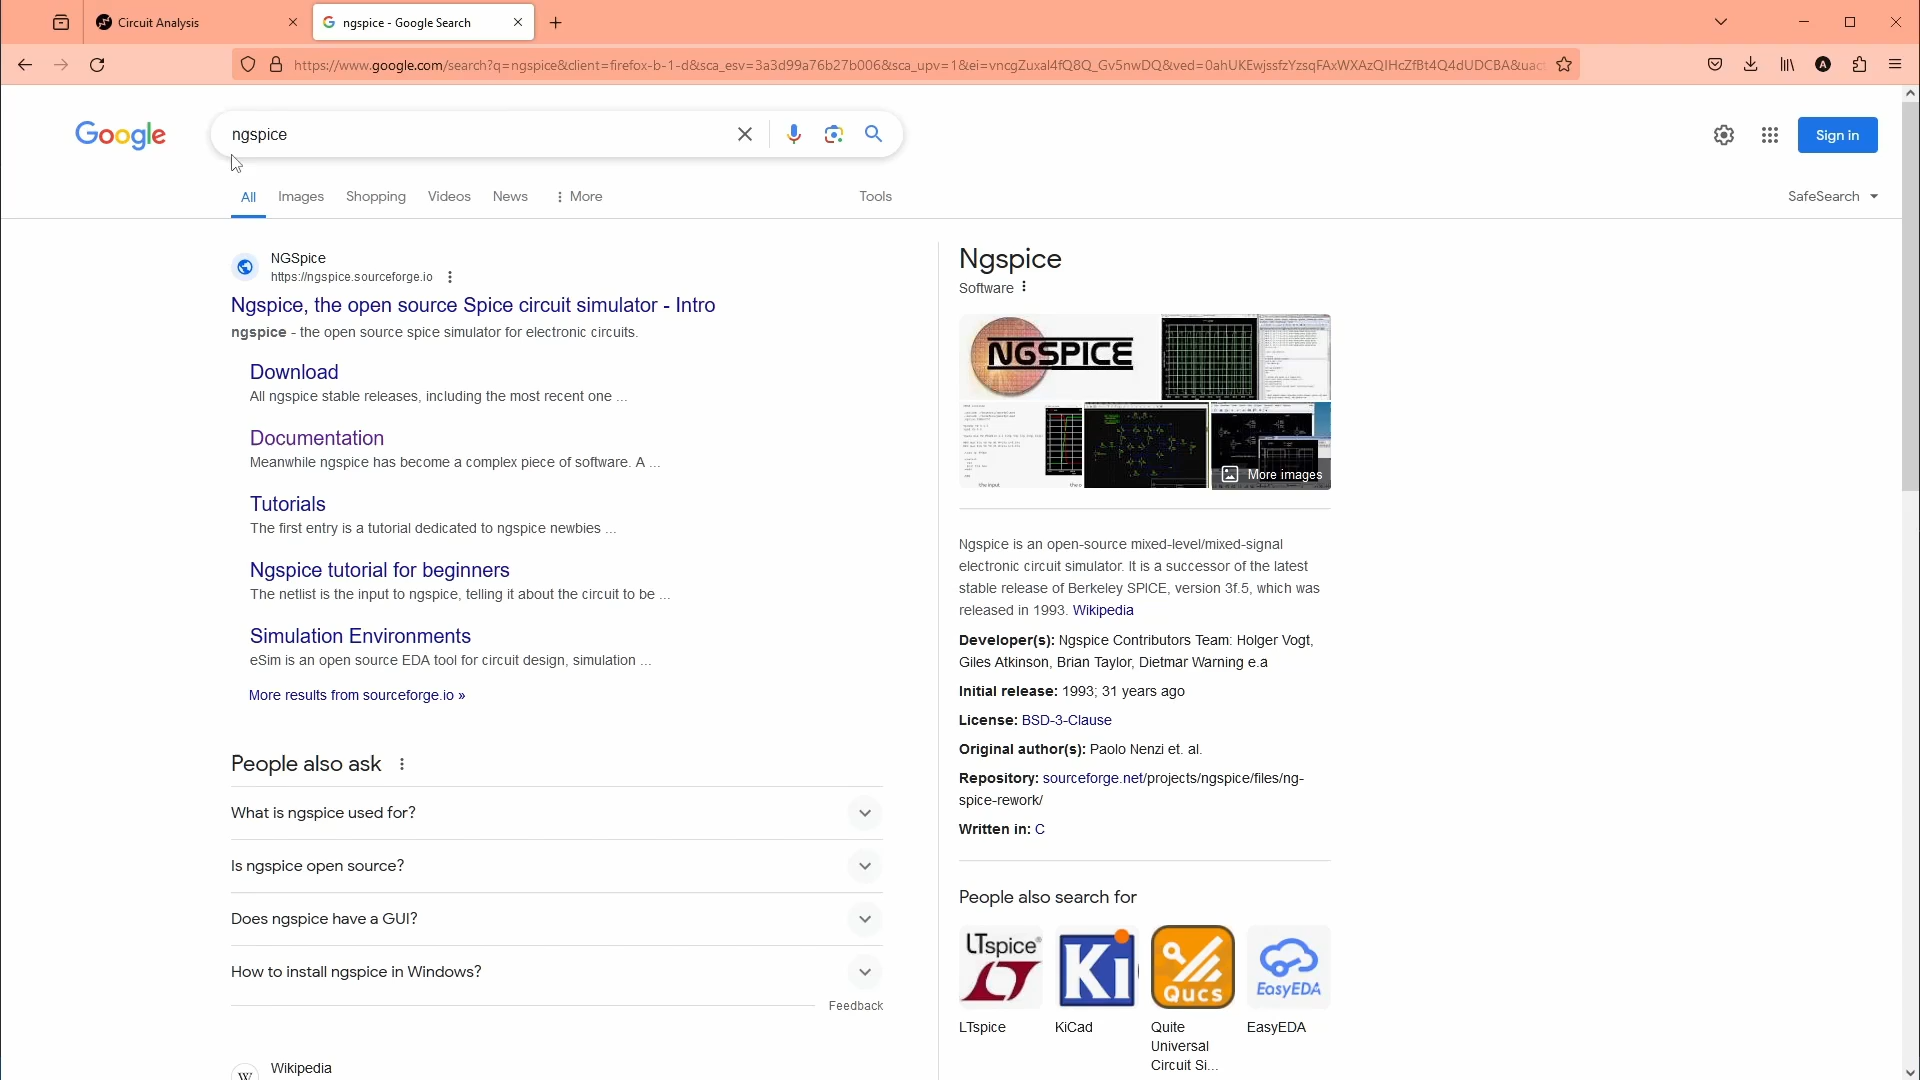 Circuit Analysis
ngspice - Google Search
https://www.google.com/search?q=ngspice&client=firefox-b-1-d&sca_esv=3a3d99a76b27b006&sca_upv=1&ei=vncgZuxal4fQ8Q_Gv5nwDQ&ved=0ahUKEwjssfzYzsqFAxWXAzQIHcZfBt4Q4dUDCBA&uact
A
Google
ngspice
Sign in
All
Images
Shopping
Videos
News
More
Tools
SafeSearch
NGSpice
https://ngspice.sourceforge.io
Ngspice, the open source Spice circuit simulator - Intro
ngspice - the open source spice simulator for electronic circuits.
Download
All ngspice stable releases, including the most recent one ...
Documentation
Meanwhile ngspice has become a complex piece of software. A ...
Tutorials
The first entry is a tutorial dedicated to ngspice newbies ...
Ngspice tutorial for beginners
The netlist is the input to ngspice, telling it about the circuit to be ...
Simulation Environments
eSim is an open source EDA tool for circuit design, simulation ...
More results from sourceforge.io »
People also ask
What is ngspice used for?
Is ngspice open source?
Does ngspice have a GUI?
How to install ngspice in Windows?
Feedback
W
Wikipedia
Ngspice
Software
NGSPICE
the input
More images
Ngspice is an open-source mixed-level/mixed-signal
electronic circuit simulator. It is a successor of the latest
stable release of Berkeley SPICE, version 3f.5, which was
released in 1993. Wikipedia
Developer(s): Ngspice Contributors Team: Holger Vogt,
Giles Atkinson, Brian Taylor, Dietmar Warning e.a
Initial release: 1993; 31 years ago
License: BSD-3-Clause
Original author(s): Paolo Nenzi et. al.
Repository: sourceforge.net/projects/ngspice/files/ng-
spice-rework/
Written in: C
People also search for
LTspice®
Ki
Qucs
EasyEDA
LTspice
KiCad
Quite
Universal
Circuit Si...
EasyEDA